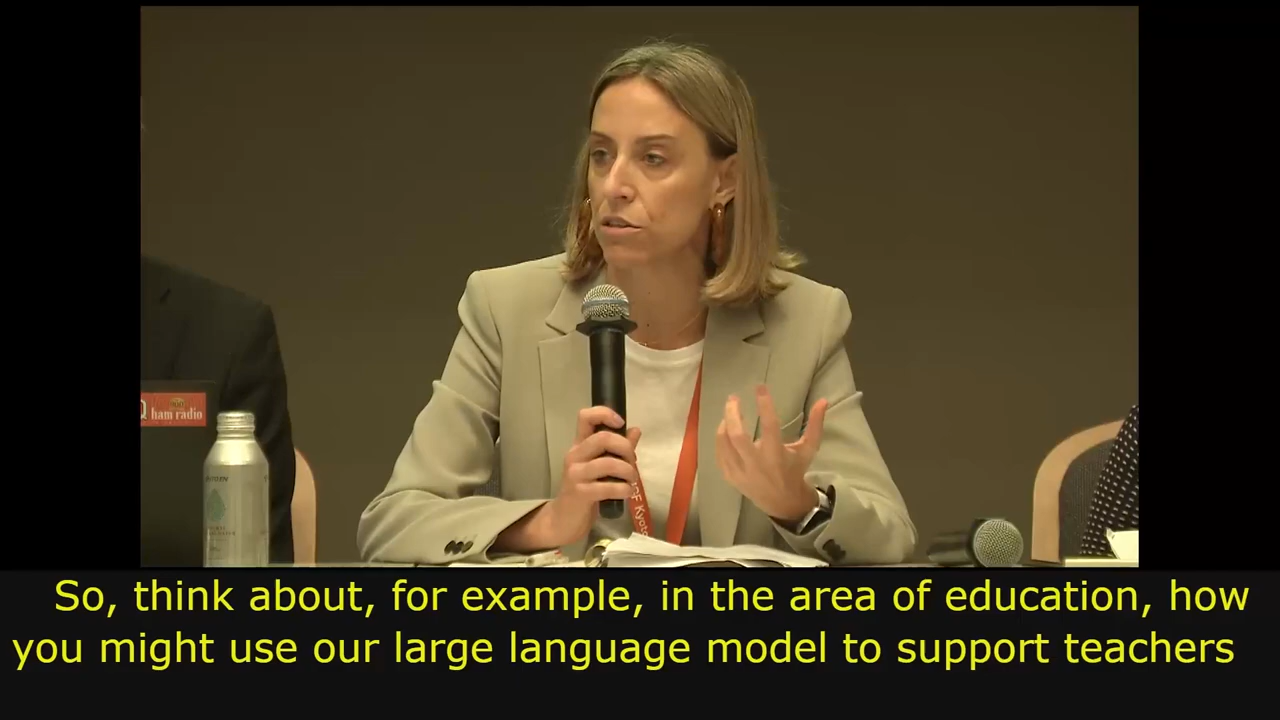 ham radio
Kyoto
So, think about, for example, in the area of education, how
you might use our large language model to support teachers